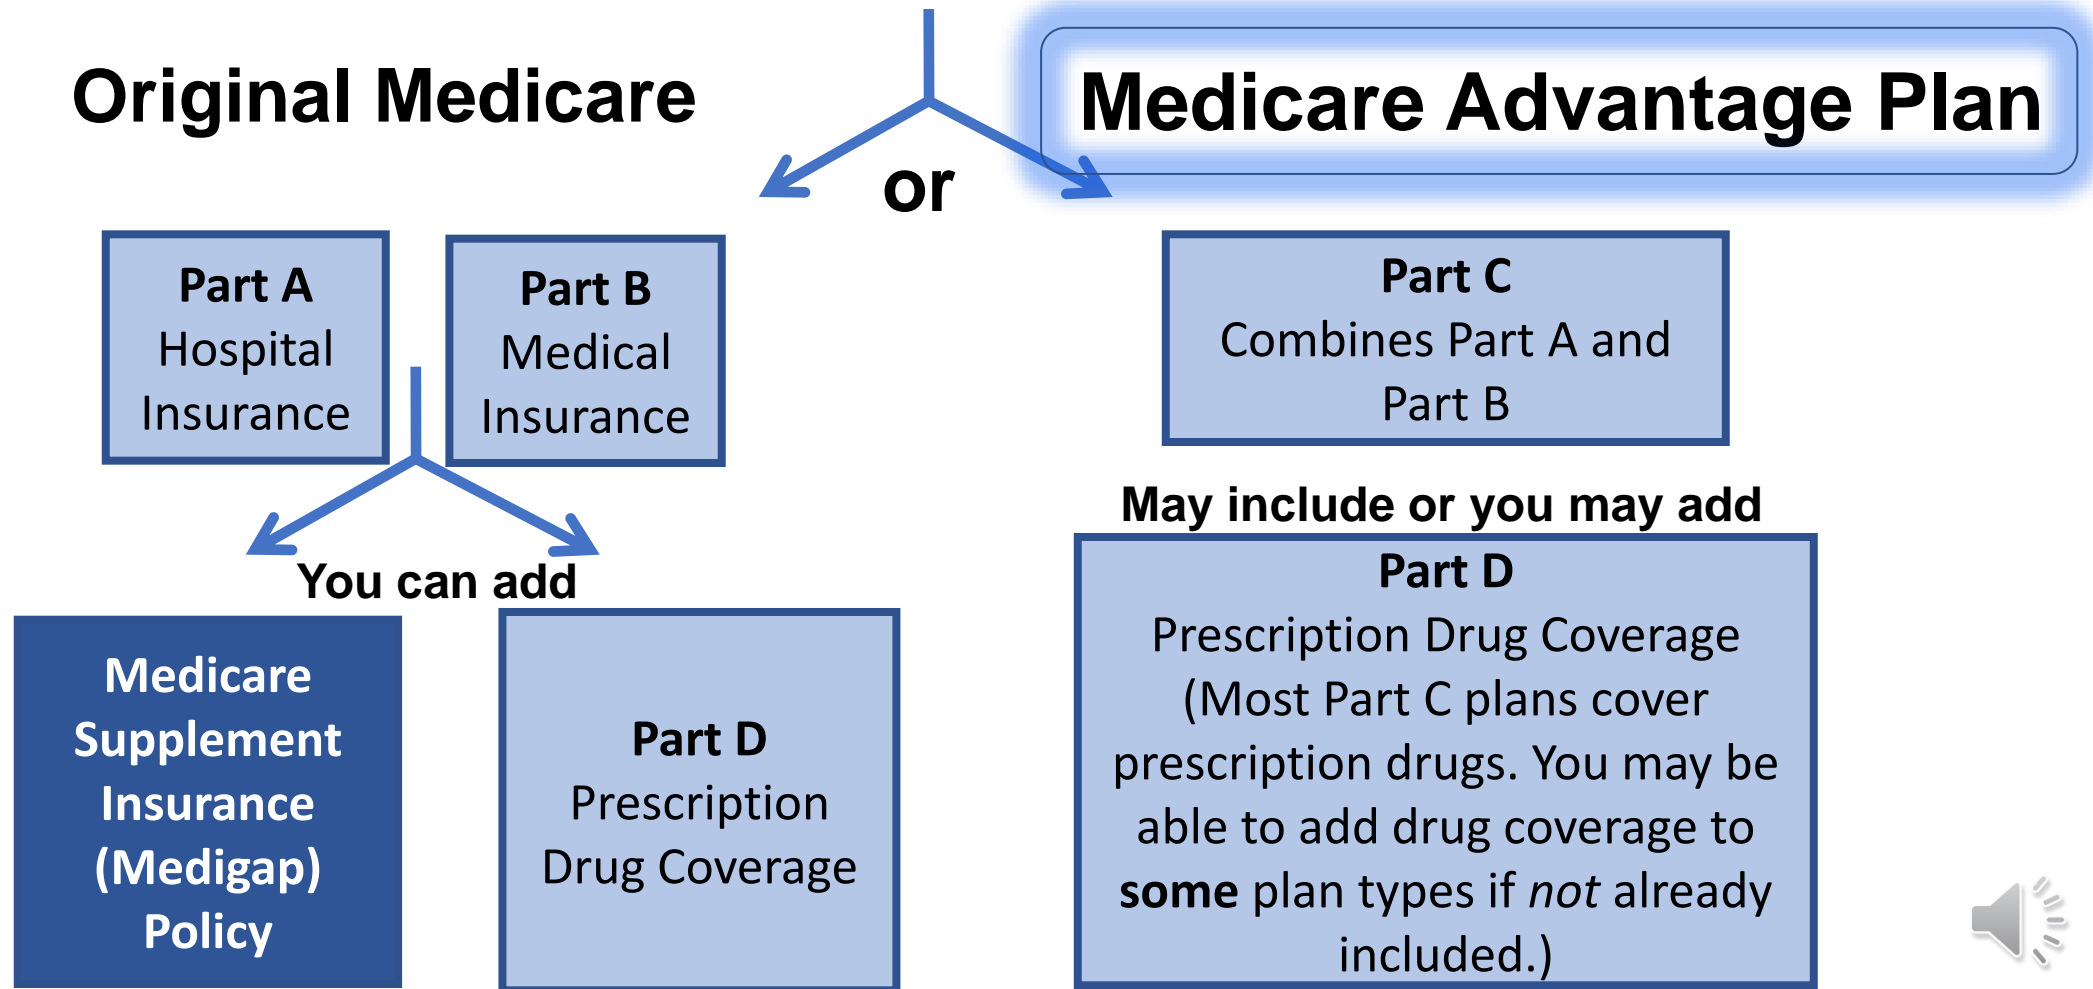 Original Medicare
or
Medicare Advantage Plan
Part A
Hospital
Insurance
Part B
Medical
Insurance
You can add
Medicare
Supplement
Insurance
(Medigap)
Policy
Part D
Prescription
Drug Coverage
Part C
Combines Part A and
Part B
May include or you may add
Part D
Prescription Drug Coverage
(Most Part C plans cover
prescription drugs. You may be
able to add drug coverage to
some plan types if not already
included.)